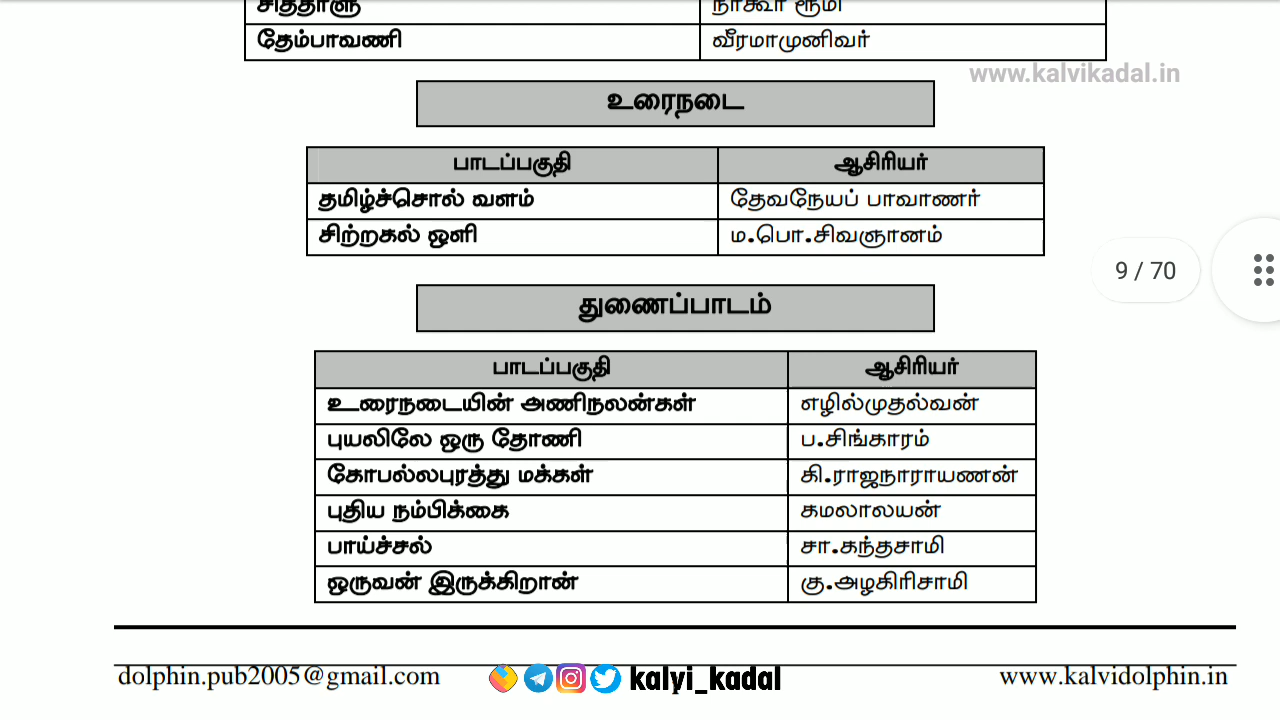 சித்தாளு நாகூர் ரூமி
தேம்பாவணி வீரமாமுனிவர்
www.kalvikadal.in
உரைநடை
பாடப்பகுதி ஆசிரியர்
தமிழ்ச்சொல் வளம் தேவநேயப் பாவாணர்
சிற்றகல் ஒளி ம.பொ.சிவஞானம்
9 / 70
துணைப்பாடம்
பாடப்பகுதி ஆசிரியர்
உரைநடையின் அணிநலன்கள் எழில்முதல்வன்
புயலிலே ஒரு தோணி ப.சிங்காரம்
கோபல்லபுரத்து மக்கள் கி.ராஜநாராயணன்
புதிய நம்பிக்கை கமலாலயன்
பாய்ச்சல் சா.கந்தசாமி
ஒருவன் இருக்கிறான் கு.அழகிரிசாமி
dolphin.pub2005@gmail.com kalyi_kadal www.kalvidolphin.in